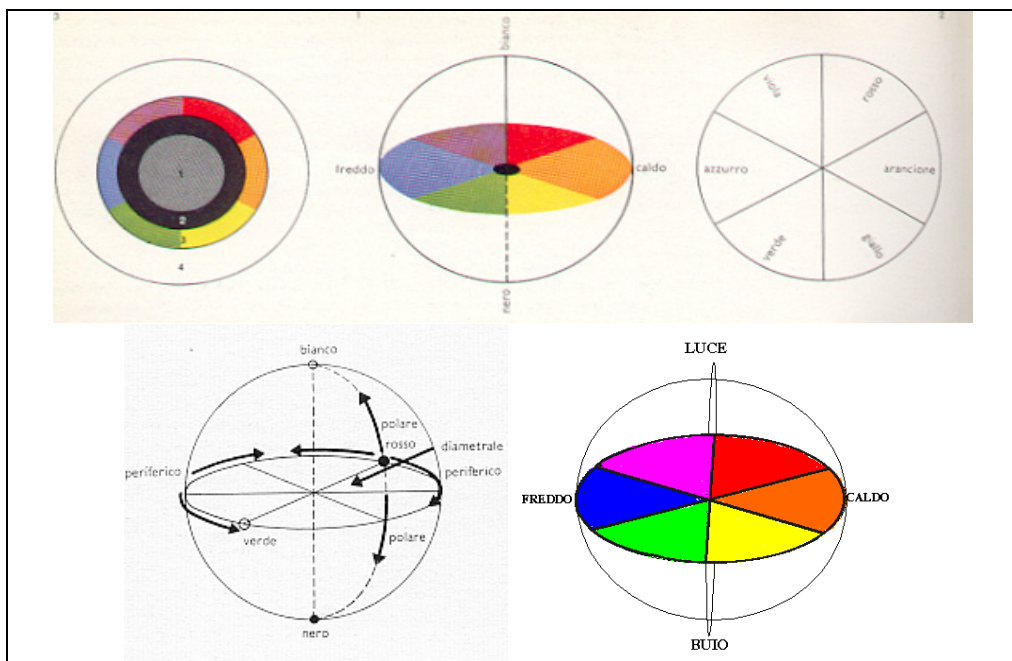 3
1
2
bianco
freddo
caldo
nero
1
2
3
4
viola
rosso
azzurro
arancione
verde
giallo
bianco
polare
rosso
diametrale
periferico
periferico
verde
polare
nero
LUCE
FREDDO
CALDO
BUIO